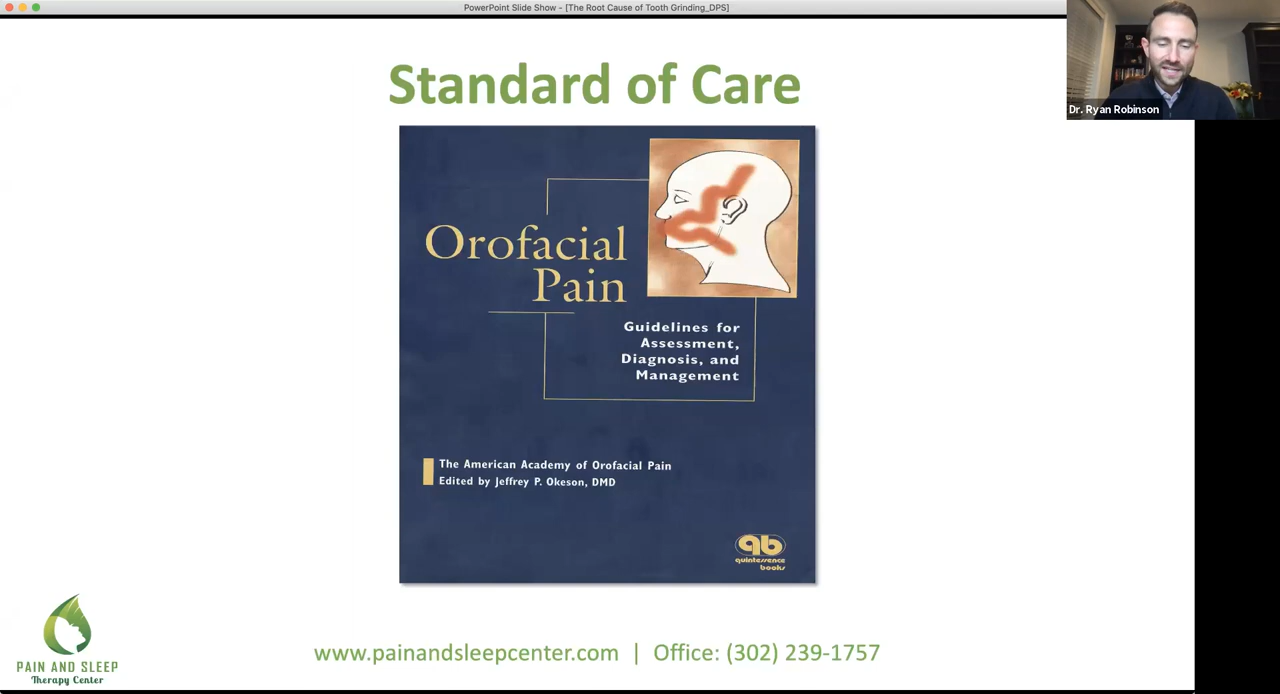 PowerPoint Slide Show - [The Root Cause of Tooth Grinding_DPS]
Dr. Ryan Robinson
Standard of Care
Orofacial
Pain
Guidelines for
Assessment,
Diagnosis, and
Management
The American Academy of Orofacial Pain
Edited by Jeffrey P. Okeson, DMD
qb
quintessence
books
PAIN AND SLEEP
Therapy Center
www.painandsleepcenter.com | Office: (302) 239-1757